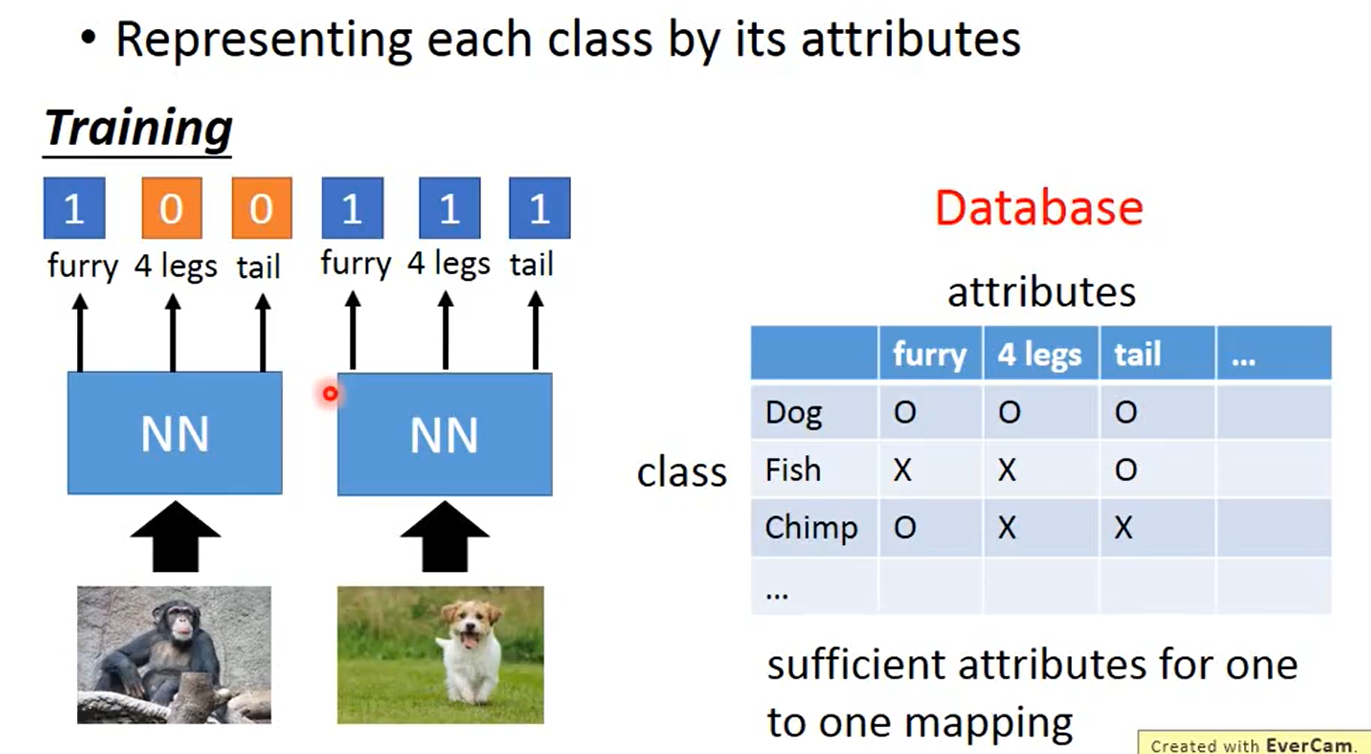 • Representing each class by its attributes
Training
1 0 0 1 1 1
furry 4 legs tail furry 4 legs tail
NN NN
Database
attributes
furry 4 legs tail ...
Dog O O O
class
Fish X X O
Chimp O X X
...
sufficient attributes for one
to one mapping
Created with EverCam.